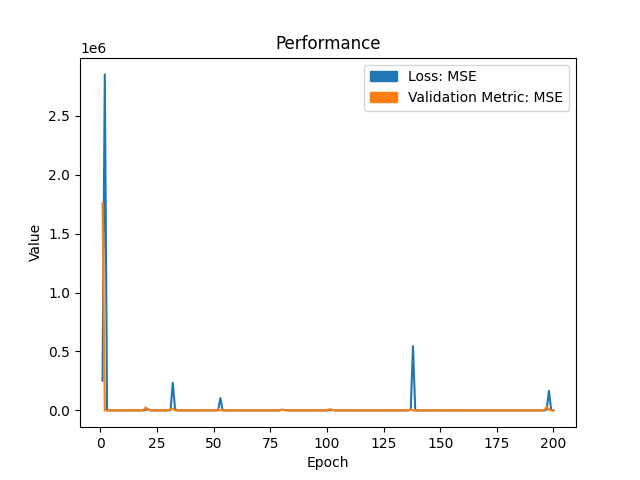 Performance
1e6
Loss: MSE
Validation Metric: MSE
2.5
2.0
1.5
1.0
0.5
0.0
Value
0 25 50 75 100 125 150 175 200
Epoch